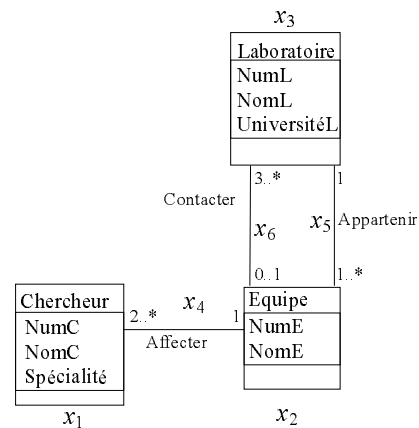 x3
Laboratoire
NumL
NomL
UniversitéL
3..* 1
Contacter
x6 x5 Appartenir
0..1 1..*
Chercheur
NumC
NomC
Spécialité
x4
2..* 1
Affecter
Equipe
NumE
NomE
x1 x2